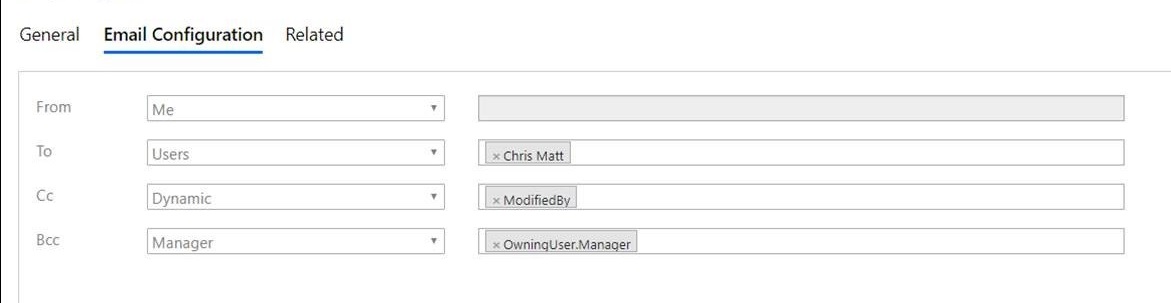 General Email Configuration Related
From Me
To Users × Chris Matt
Cc Dynamic × ModifiedBy
Bcc Manager × OwningUser.Manager